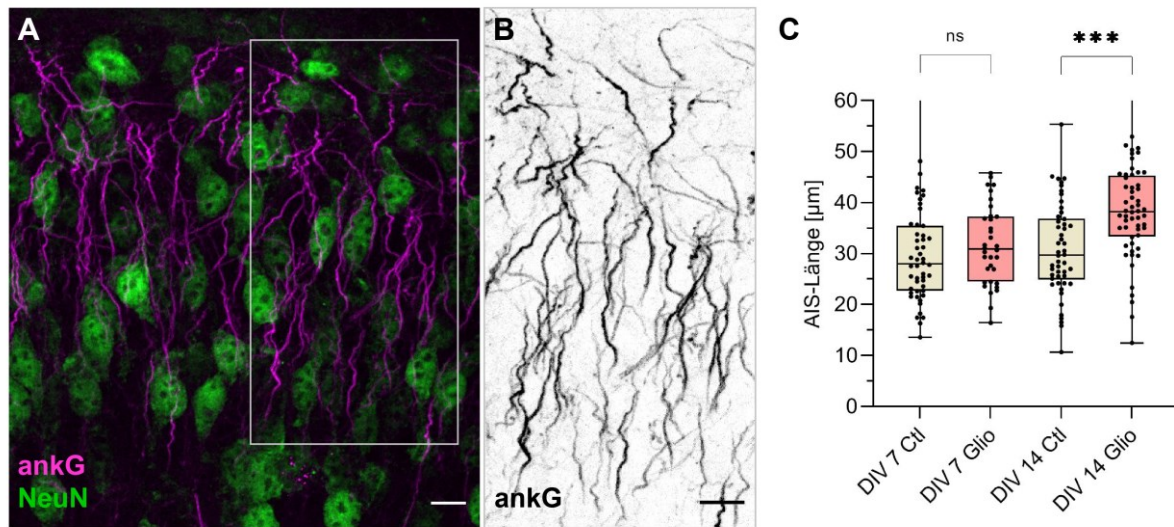 A
ankG
NeuN
B
ankG
C
ns
***
AIS-Länge [µm]
60
50
40
30
20
10
0
DIV 7 Ctl
DIV 7 Glio
DIV 14 Ctl
DIV 14 Glio